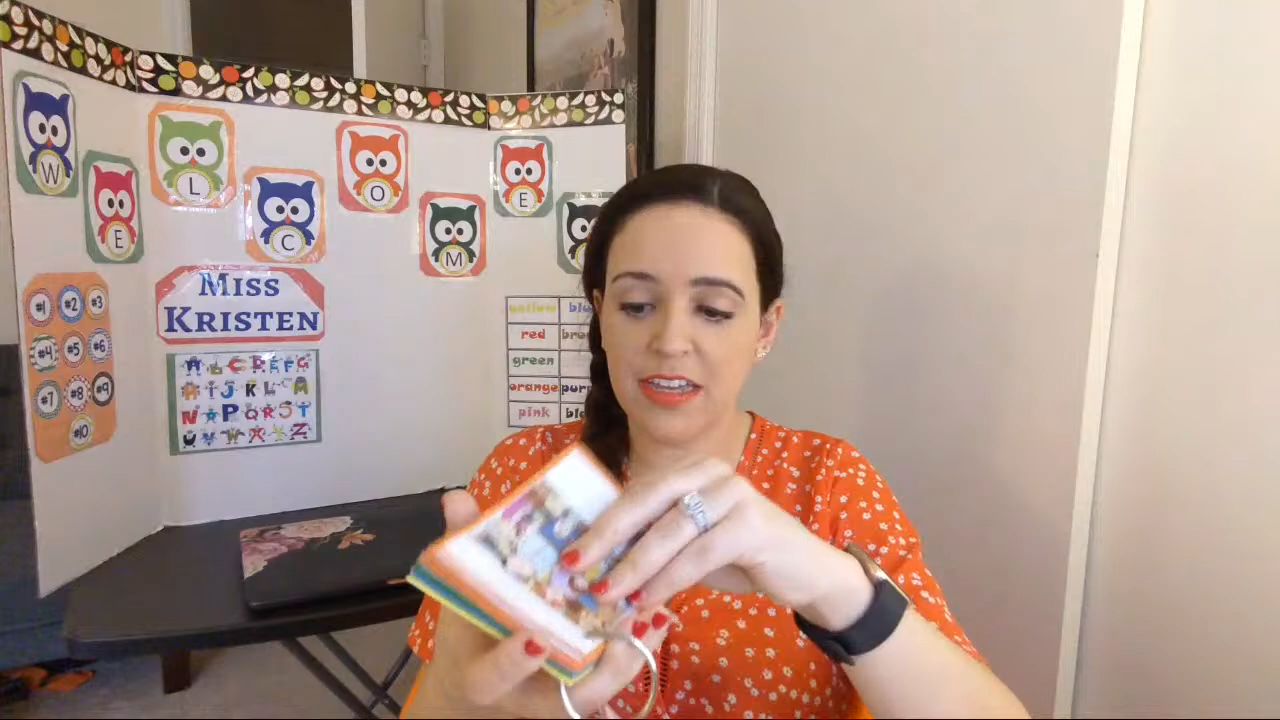 W
E
L
C
O
M
E
MISS
KRISTEN
#1 #2 #3
#4 #5 #6
#7 #8 #9
#10
A B C D E F G
H I J K L M A
N O P Q R S T
U V W X Y Z
yellow
red
green
orange
pink